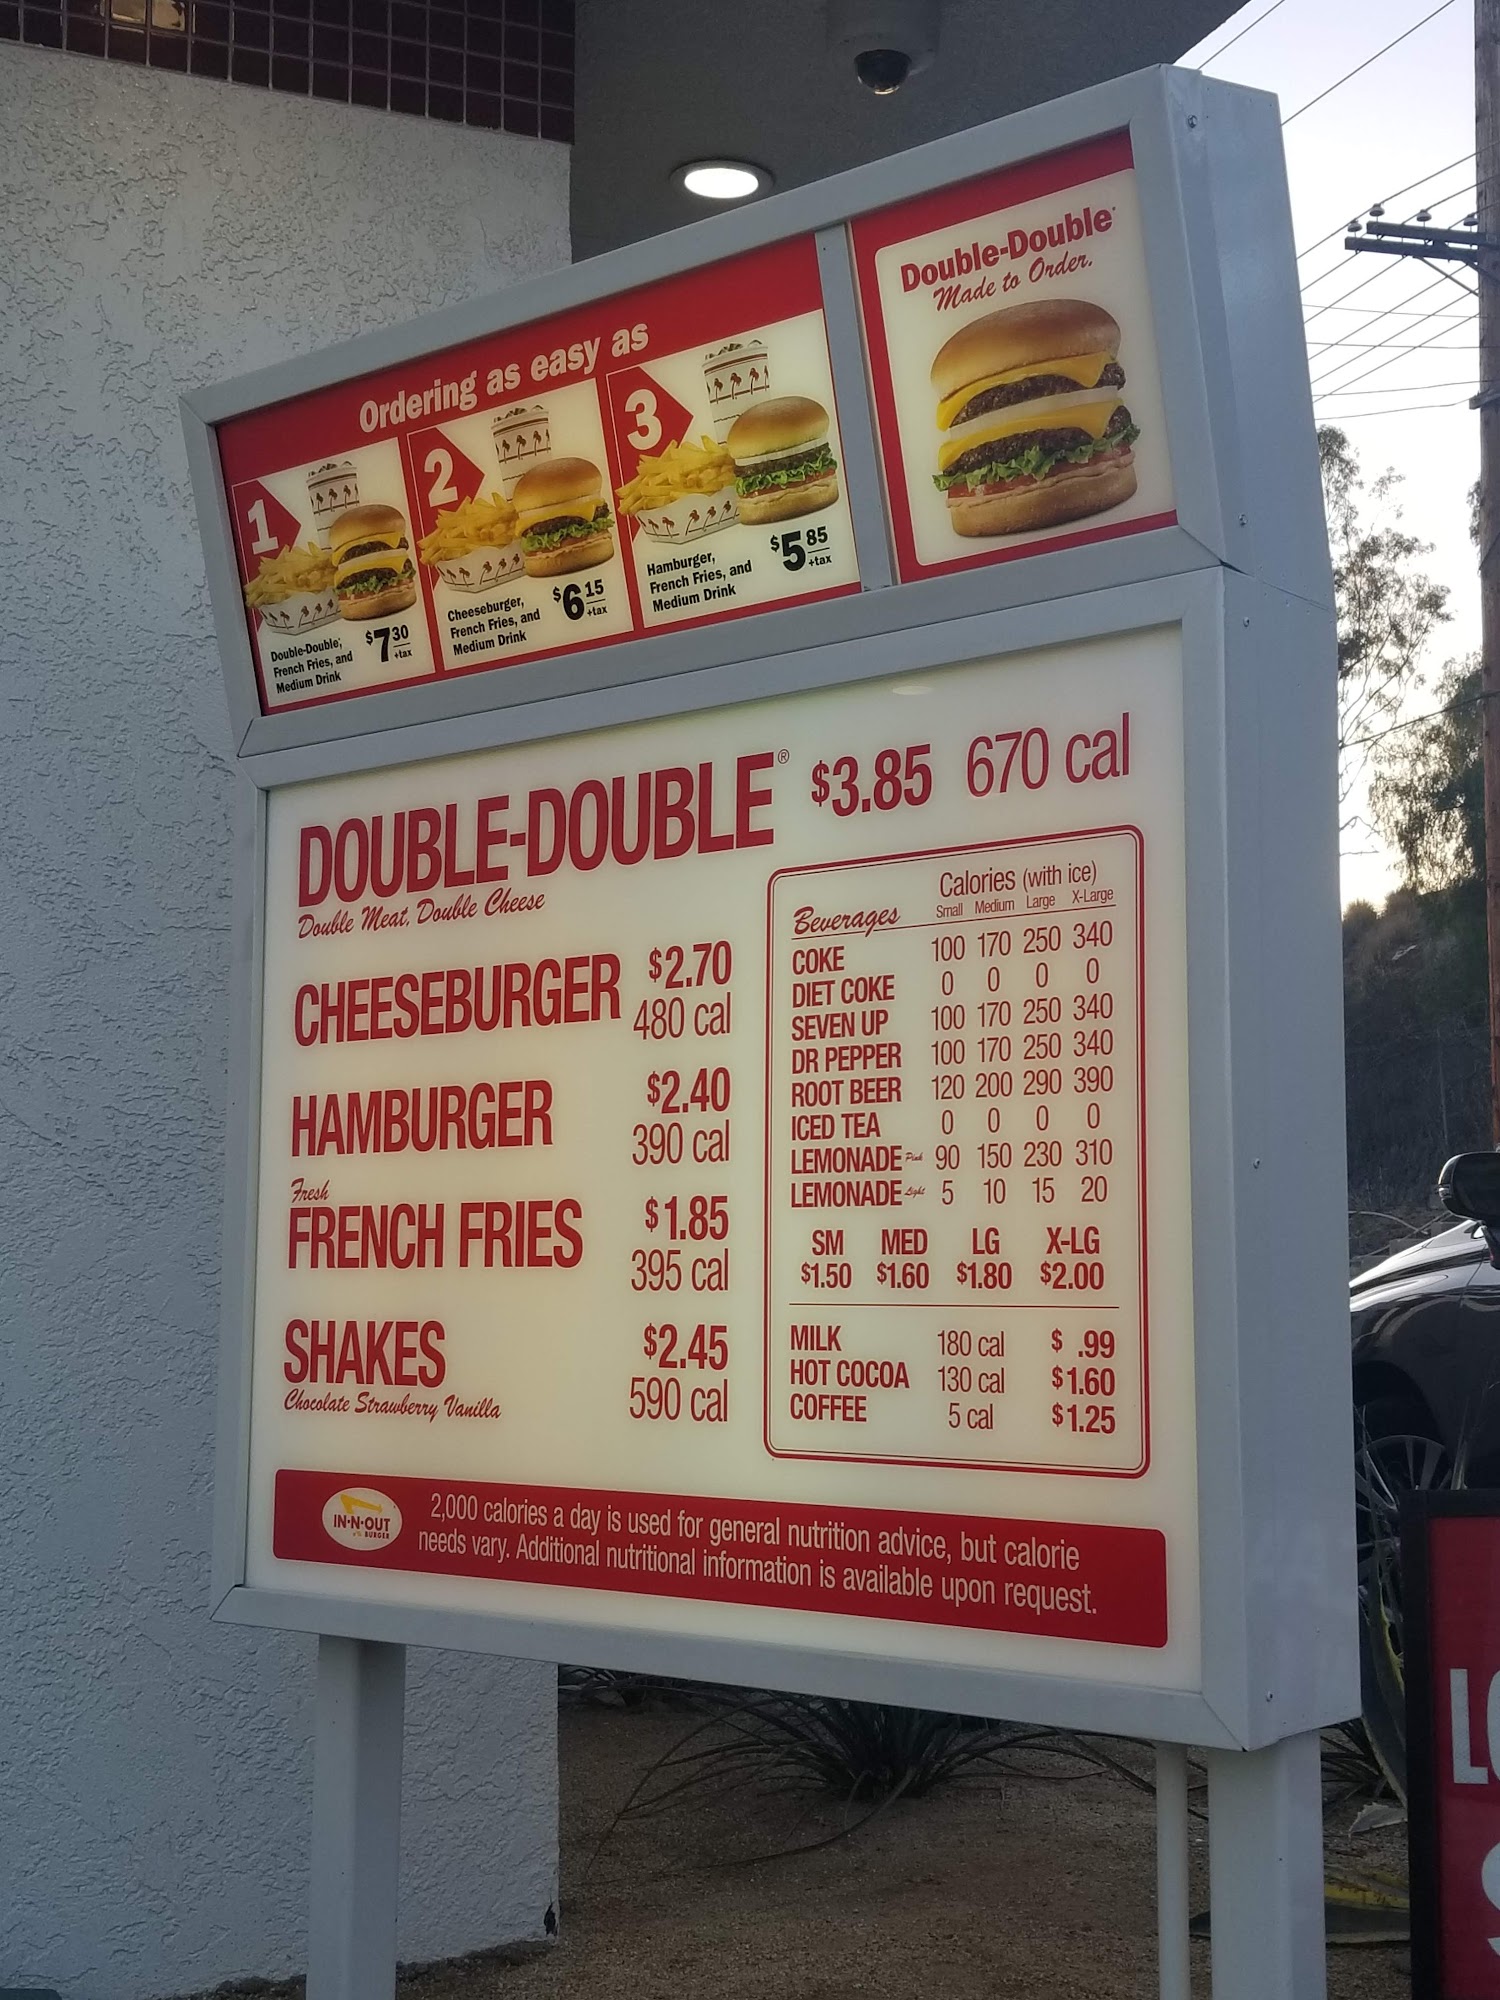 Ordering as easy as
1
Double-Double,
French Fries, and
Medium Drink
$7 30
+tax
2
Cheeseburger,
French Fries, and
Medium Drink
$6 15
+tax
3
Hamburger,
French Fries, and
Medium Drink
$5 85
+tax
Double-Double
Made to Order.
DOUBLE-DOUBLE® $3.85 670 cal
Double Meat, Double Cheese
CHEESEBURGER $2.70
480 cal
HAMBURGER $2.40
390 cal
Fresh
FRENCH FRIES $1.85
395 cal
SHAKES $2.45
Chocolate Strawberry Vanilla 590 cal
Calories (with ice)
Beverages Small Medium Large X-Large
COKE 100 170 250 340
DIET COKE 0 0 0 0
SEVEN UP 100 170 250 340
DR PEPPER 100 170 250 340
ROOT BEER 120 200 290 390
ICED TEA 0 0 0 0
LEMONADE Pink 90 150 230 310
LEMONADE Light 5 10 15 20
SM MED LG X-LG
$1.50 $1.60 $1.80 $2.00
MILK 180 cal $ .99
HOT COCOA 130 cal $1.60
COFFEE 5 cal $1.25
IN-N-OUT
BURGER
2,000 calories a day is used for general nutrition advice, but calorie
needs vary. Additional nutritional information is available upon request.